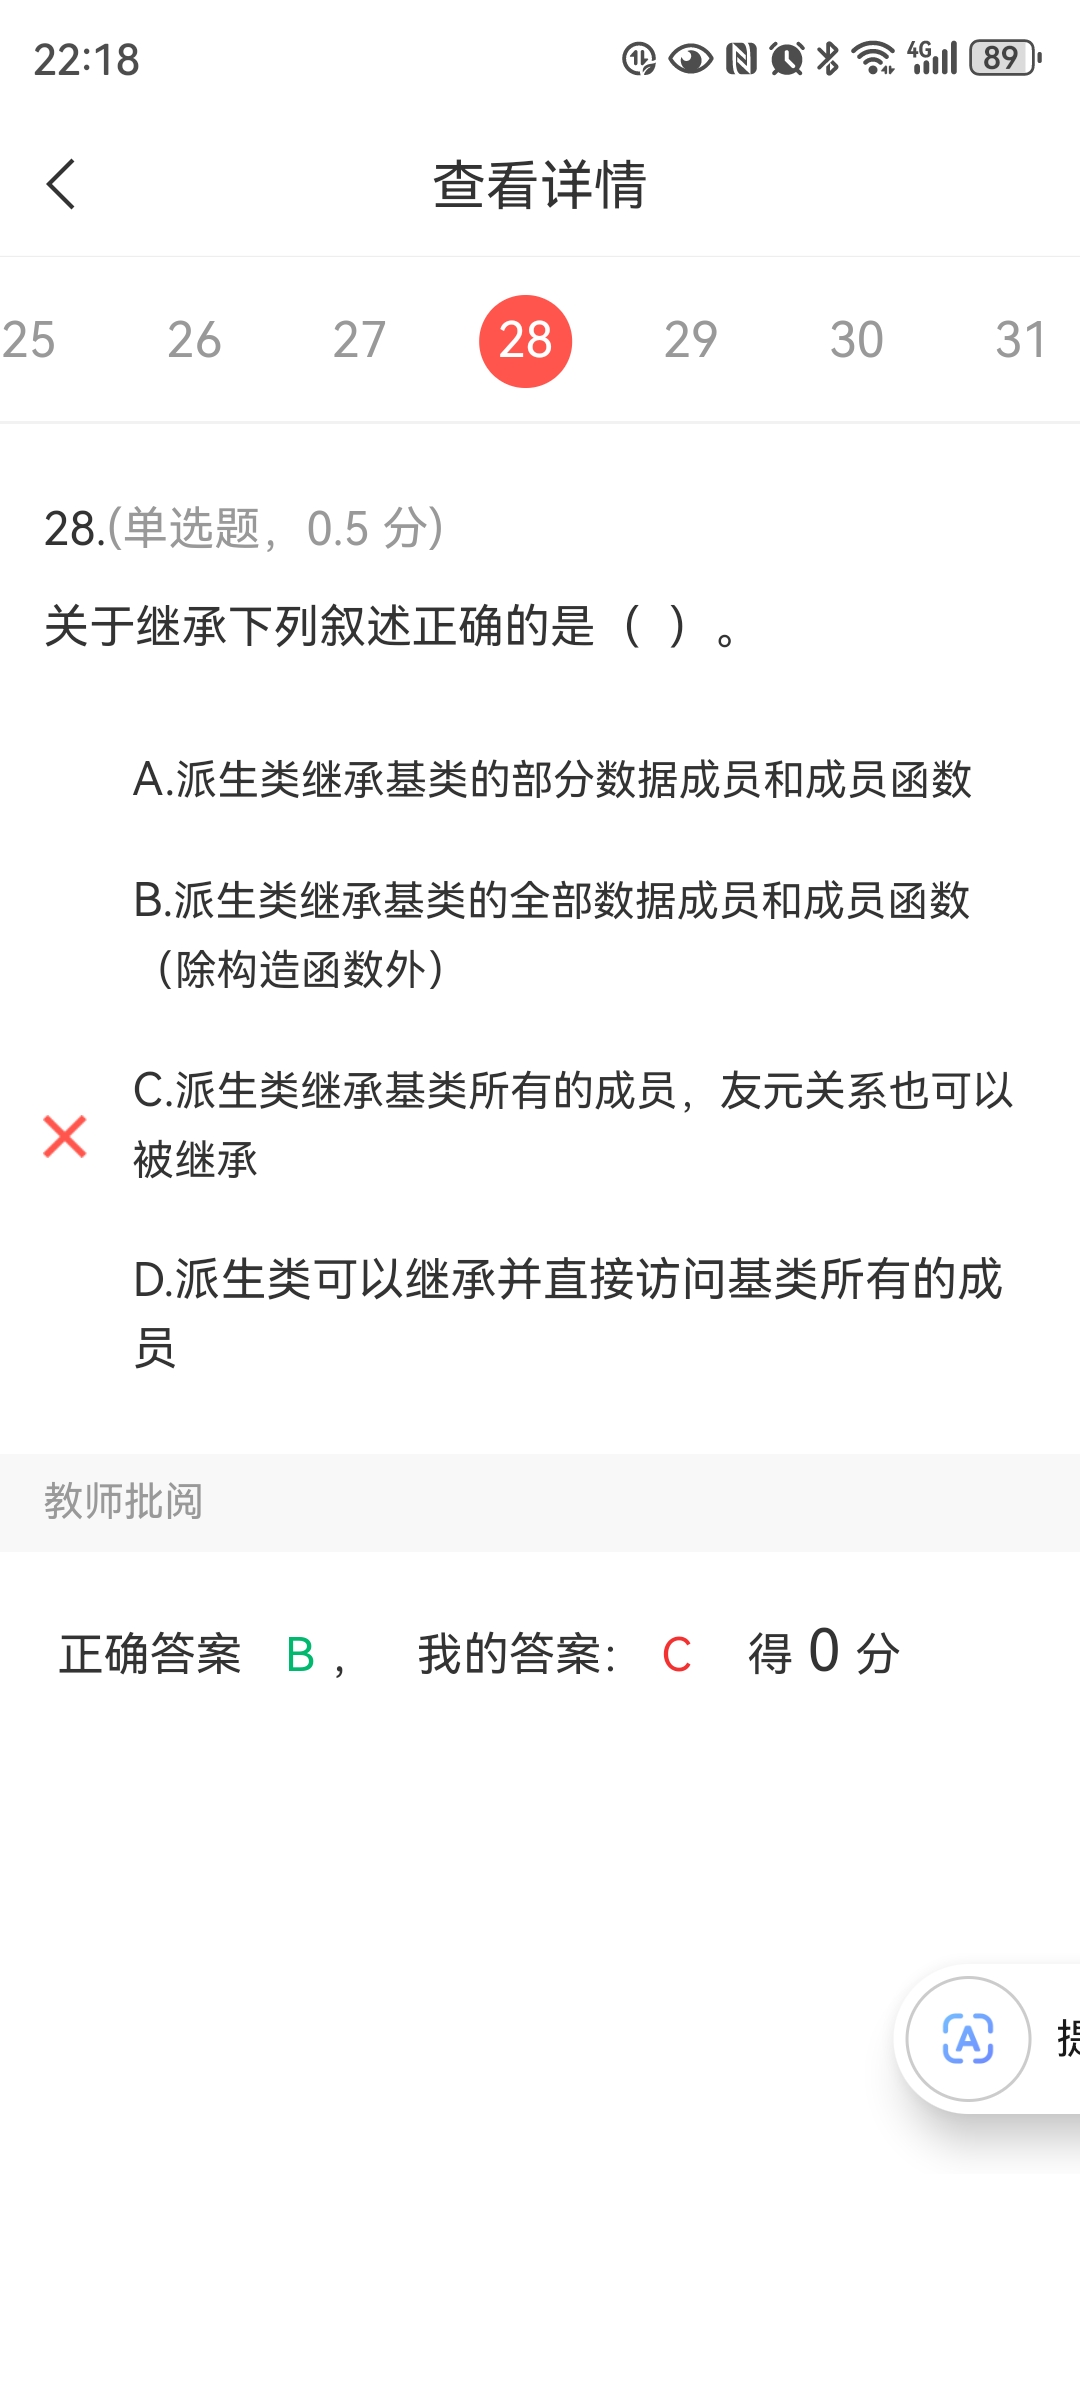 22:18
4G
89
查看详情
25 26 27 28 29 30 31
28.(单选题，0.5 分)
关于继承下列叙述正确的是（ ）。
A.派生类继承基类的部分数据成员和成员函数
B.派生类继承基类的全部数据成员和成员函数
（除构造函数外）
C.派生类继承基类所有的成员，友元关系也可以
被继承
D.派生类可以继承并直接访问基类所有的成
员
教师批阅
正确答案 B， 我的答案： C 得 0 分
A